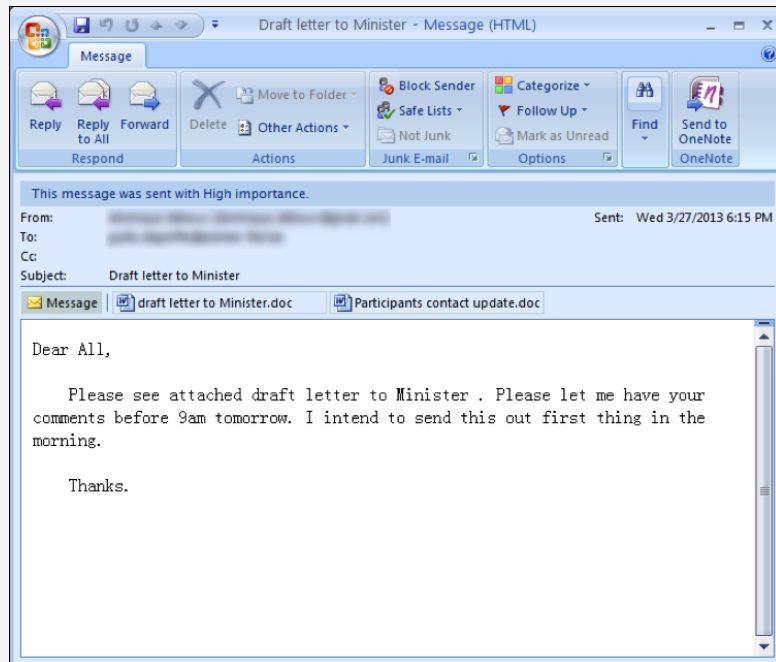 Draft letter to Minister - Message (HTML)
Message
Reply
Reply to All
Forward
Respond
Delete
Move to Folder
Other Actions
Actions
Block Sender
Safe Lists
Not Junk
Junk E-mail
Categorize
Follow Up
Mark as Unread
Options
Find
Send to OneNote
OneNote
This message was sent with High importance.
From:
Sent: Wed 3/27/2013 6:15 PM
To:
Cc:
Subject: Draft letter to Minister
Message draft letter to Minister.doc Participants contact update.doc
Dear All,
Please see attached draft letter to Minister . Please let me have your
comments before 9am tomorrow. I intend to send this out first thing in the
morning.
Thanks.